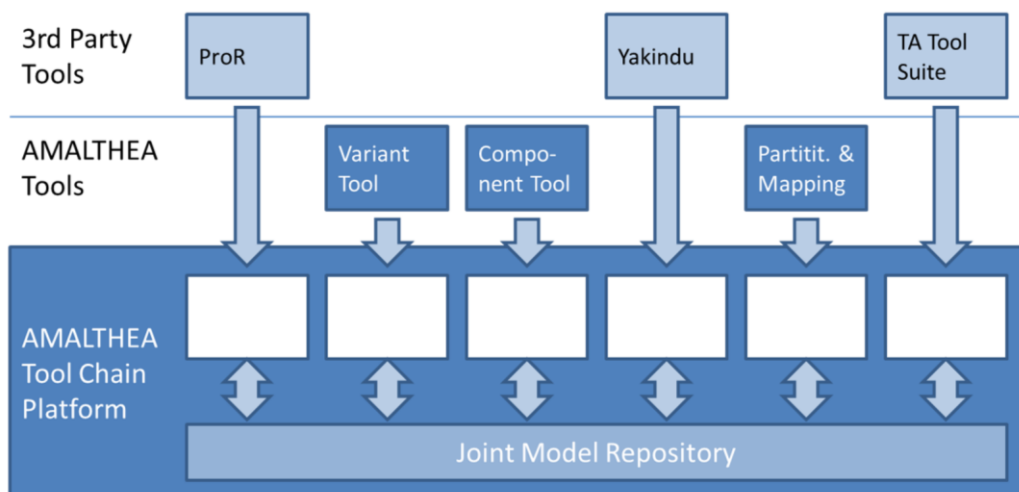 3rd Party
Tools
ProR
Yakindu
TA Tool
Suite
AMALTHEA
Tools
Variant
Tool
Compo-
nent Tool
Partitit. &
Mapping
AMALTHEA
Tool Chain
Platform
Joint Model Repository